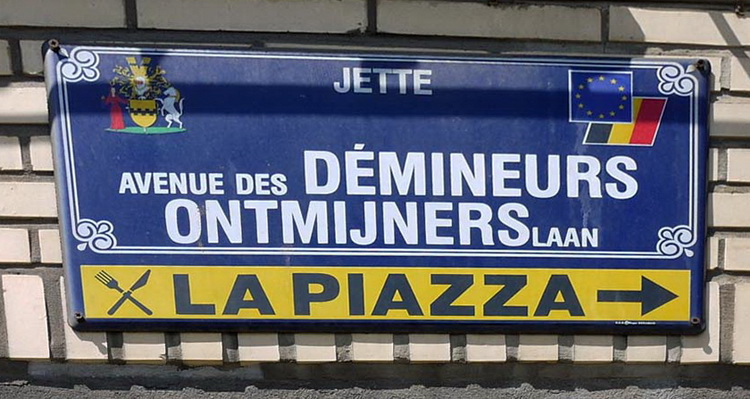 JETTE
AVENUE DES DÉMINEURS
ONTMIJNERSLAAN
LA PIAZZA